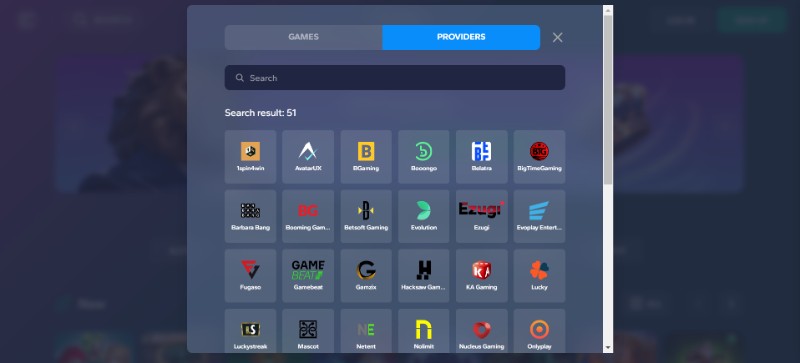 GAMES PROVIDERS
Search
Search result: 51
1spin4win AvatarUX BGaming Booongo Belatra BigTimeGaming
Barbara Bang Booming Gam... Betsoft Gaming Evolution Ezugi Evoplay Entert...
Fugaso Gamebeat Gamzix Hacksaw Gam... KA Gaming Lucky
Luckystreak Mascot Netent Nolimit Nucleus Gaming Onlyplay